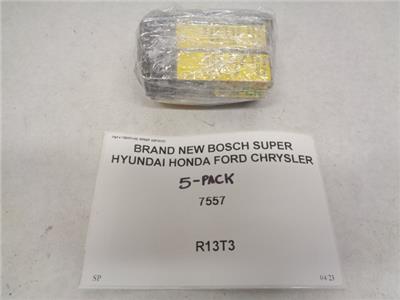 BRAND NEW BOSCH SUPER
HYUNDAI HONDA FORD CHRYSLER
5-PACK
7557
R13T3
SP
04/23